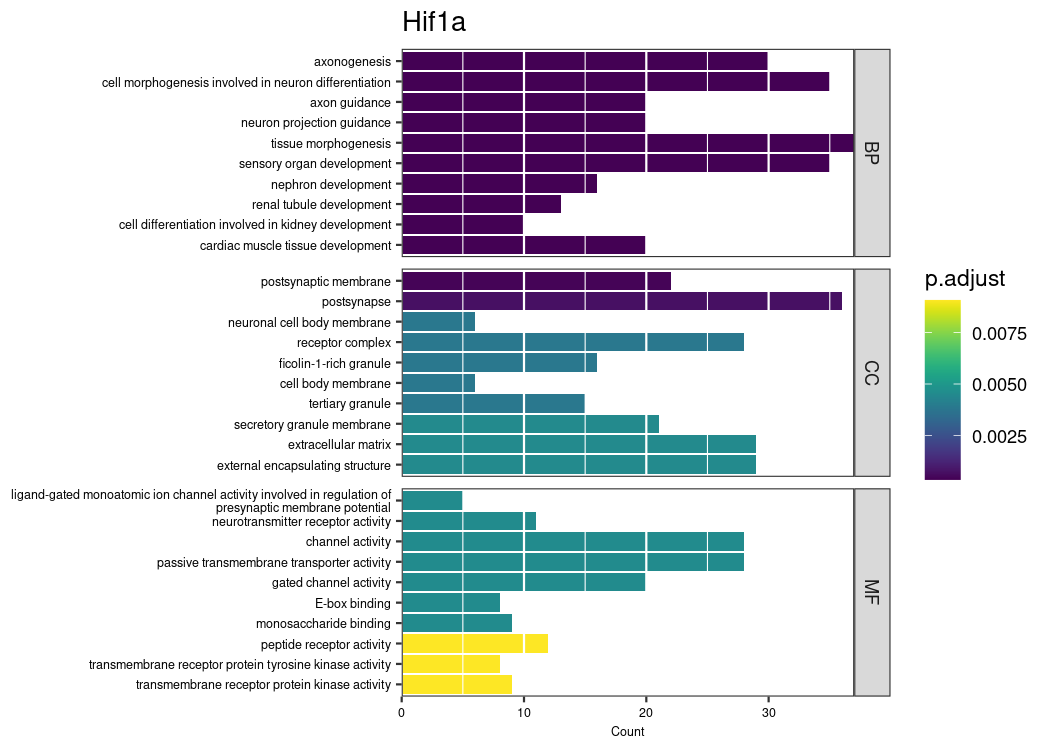 Hif1a
axonogenesis
cell morphogenesis involved in neuron differentiation
axon guidance
neuron projection guidance
tissue morphogenesis
sensory organ development
nephron development
renal tubule development
cell differentiation involved in kidney development
cardiac muscle tissue development
BP
postsynaptic membrane
postsynapse
neuronal cell body membrane
receptor complex
ficolin-1-rich granule
cell body membrane
tertiary granule
secretory granule membrane
extracellular matrix
external encapsulating structure
CC
ligand-gated monoatomic ion channel activity involved in regulation of
presynaptic membrane potential
neurotransmitter receptor activity
channel activity
passive transmembrane transporter activity
gated channel activity
E-box binding
monosaccharide binding
peptide receptor activity
transmembrane receptor protein tyrosine kinase activity
transmembrane receptor protein kinase activity
MF
0 10 20 30
Count
p.adjust
0.0075
0.0050
0.0025